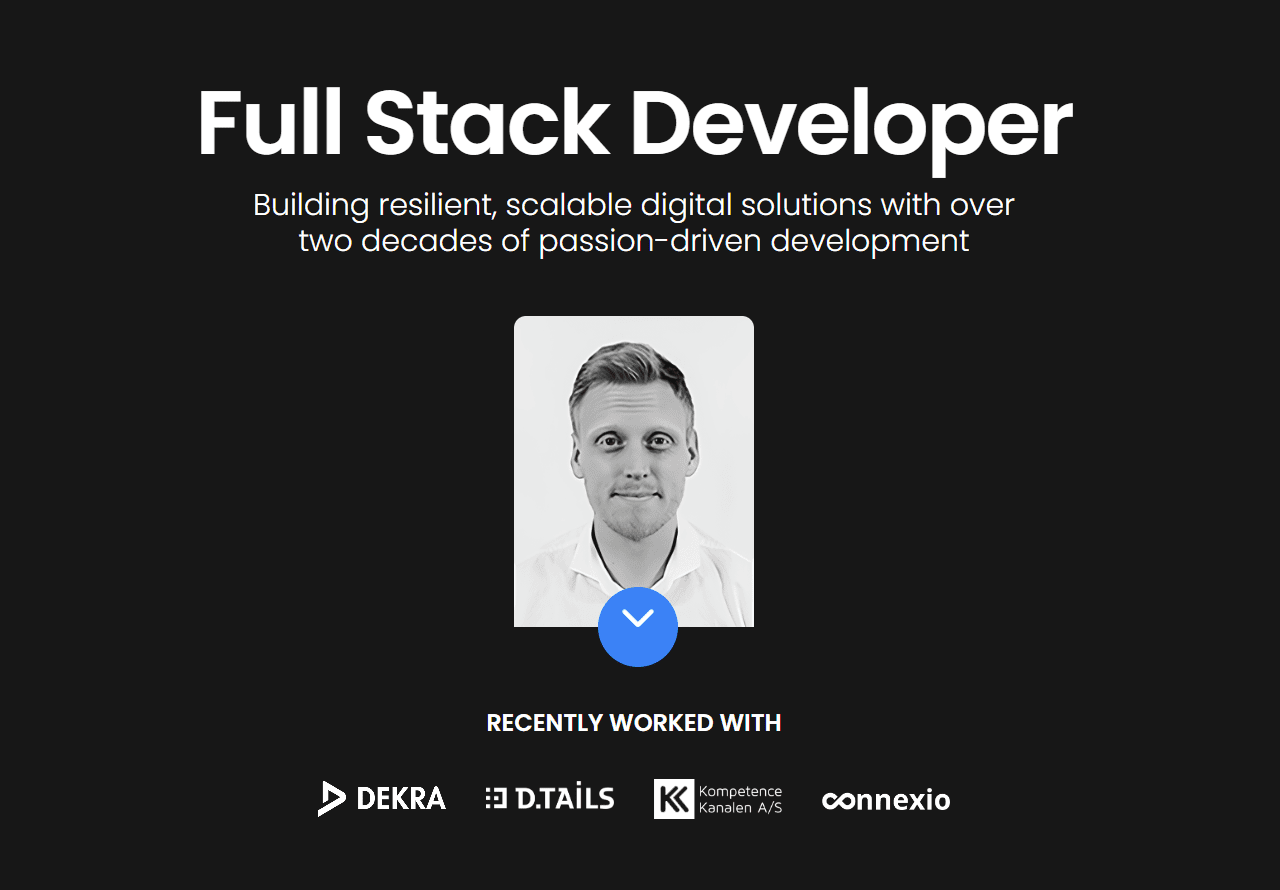 Full Stack Developer
Building resilient, scalable digital solutions with over
two decades of passion-driven development
RECENTLY WORKED WITH
DEKRA
D.TAiLS
Kompetence
Kanalen A/S
connexio